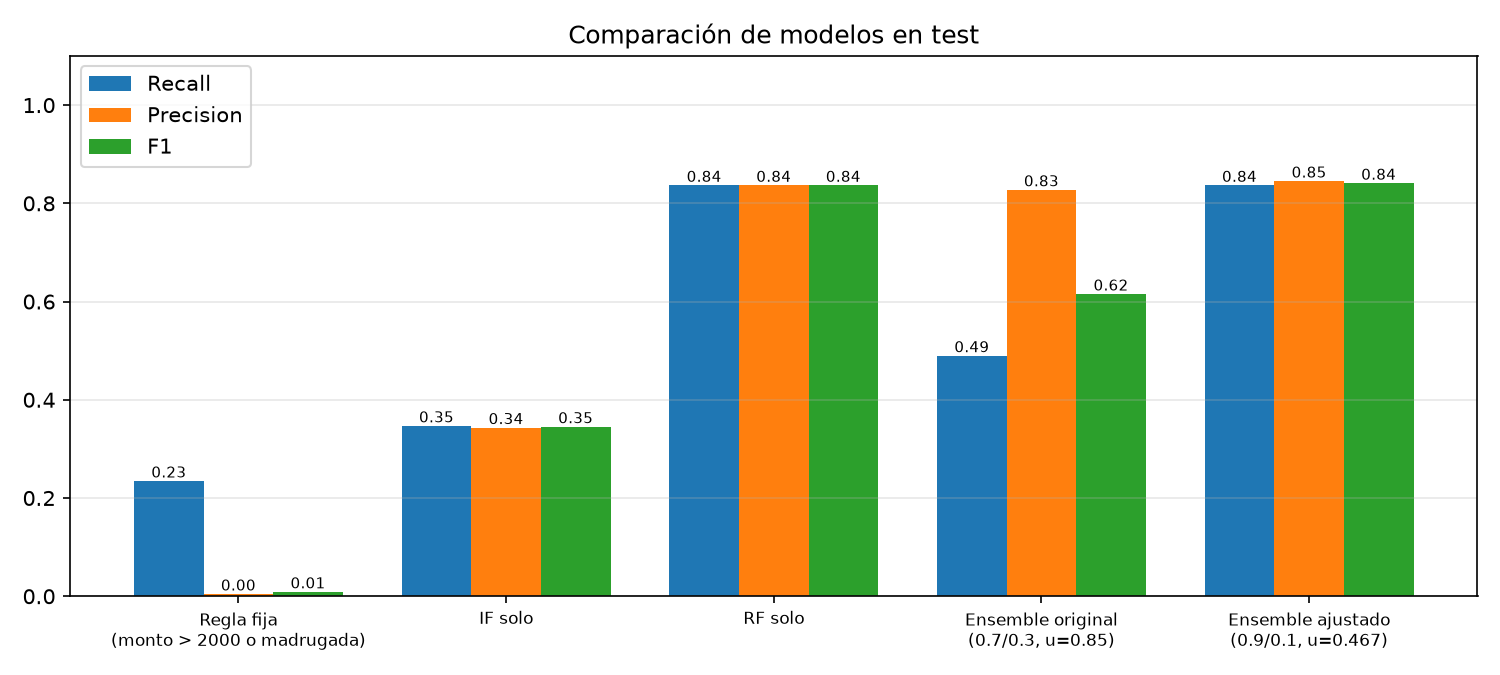 Comparación de modelos en test
Recall
Precision
F1
1.0
0.8
0.6
0.4
0.2
0.0
0.23
0.00
0.01
0.35
0.34
0.35
0.84
0.84
0.84
0.49
0.83
0.62
0.84
0.85
0.84
Regla fija
(monto > 2000 o madrugada)
IF solo
RF solo
Ensemble original
(0.7/0.3, u=0.85)
Ensemble ajustado
(0.9/0.1, u=0.467)